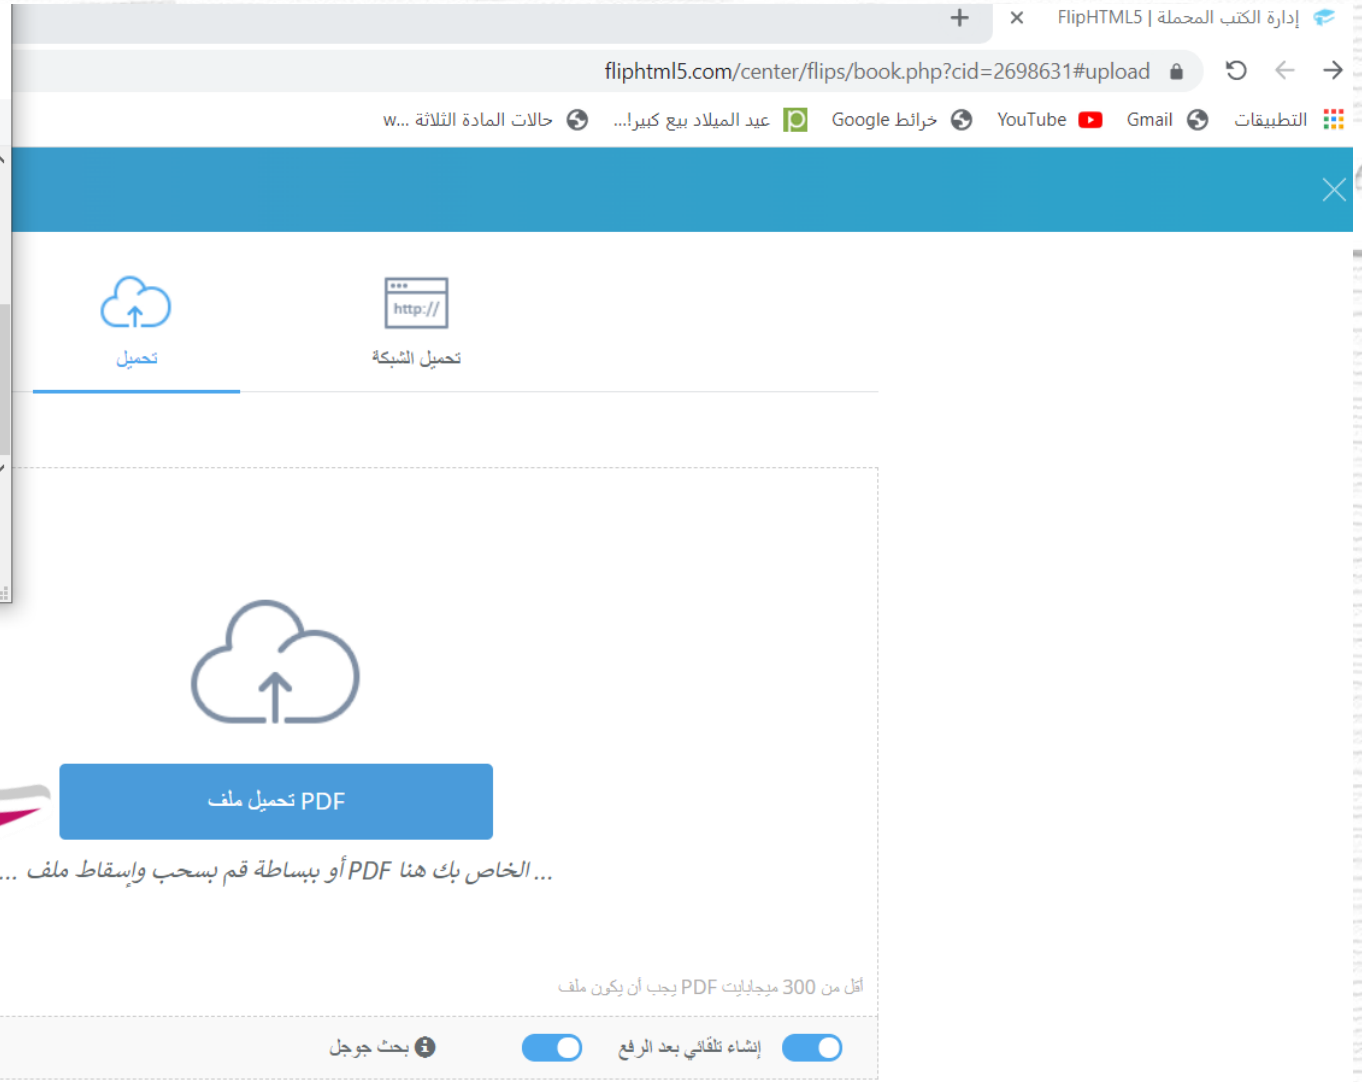 إدارة الكتب المحملة | FlipHTML5
fliphtml5.com/center/flips/book.php?cid=2698631#upload
التطبيقات Gmail YouTube خرائط Google عيد الميلاد بيع كبير!... حالات المادة الثلاثة ...w
http://
تحميل الشبكة
تحميل
PDF تحميل ملف
... الخاص بك هنا PDF أو ببساطة قم بسحب وإسقاط ملف ...
أقل من 300 ميجابايت PDF يجب أن يكون ملف
إنشاء تلقائي بعد الرفع
بحث جوجل